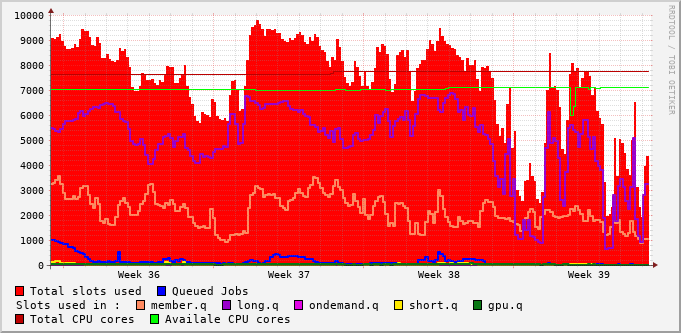 10000
9000
8000
7000
6000
5000
4000
3000
2000
1000
0
Week 36 Week 37 Week 38 Week 39
Total slots used Queued Jobs
Slots used in : member.q long.q ondemand.q short.q gpu.q
Total CPU cores Availale CPU cores
RRDTOOL / TOBI OETIKER